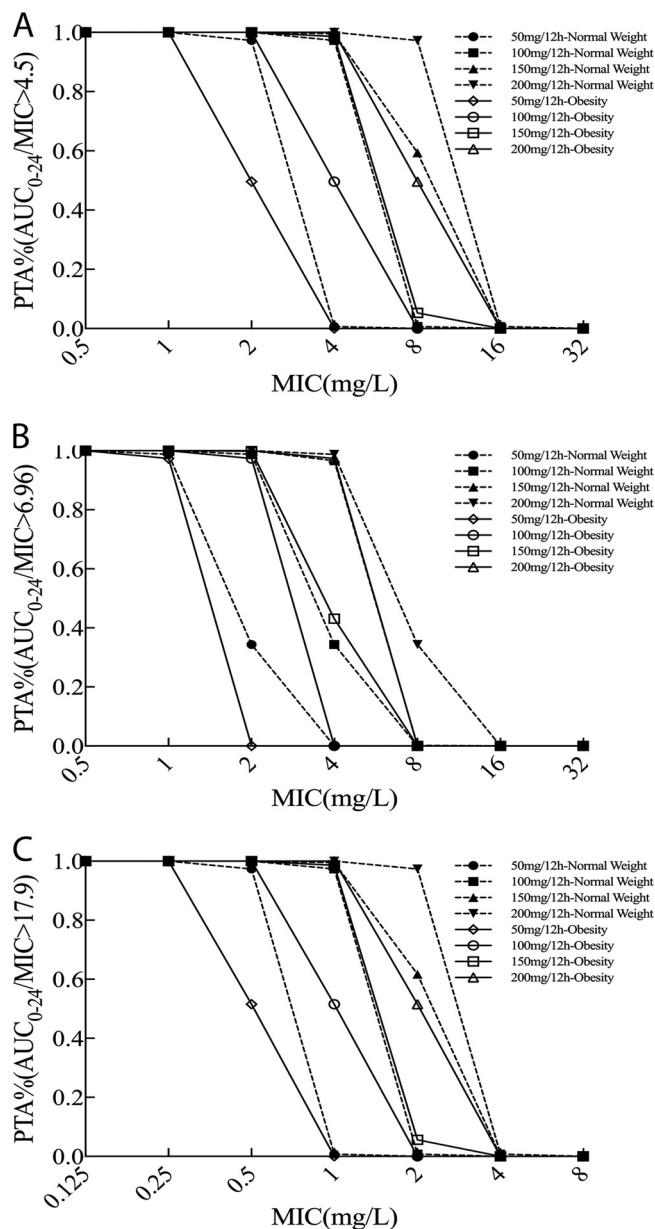 A
PTA%(AUC0-24/MIC>4.5)
1.0
0.8
0.6
0.4
0.2
0.0
0.5
1
2
4
8
16
32
MIC(mg/L)
50mg/12h-Normal Weight
100mg/12h-Normal Weight
150mg/12h-Normal Weight
200mg/12h-Normal Weight
50mg/12h-Obesity
100mg/12h-Obesity
150mg/12h-Obesity
200mg/12h-Obesity
B
PTA%(AUC0-24/MIC>6.96)
1.0
0.8
0.6
0.4
0.2
0.0
0.5
1
2
4
8
16
32
MIC(mg/L)
50mg/12h-Normal Weight
100mg/12h-Normal Weight
150mg/12h-Normal Weight
200mg/12h-Normal Weight
50mg/12h-Obesity
100mg/12h-Obesity
150mg/12h-Obesity
200mg/12h-Obesity
C
PTA%(AUC0-24/MIC>17.9)
1.0
0.8
0.6
0.4
0.2
0.0
0.125
0.25
0.5
1
2
4
8
MIC(mg/L)
50mg/12h-Normal Weight
100mg/12h-Normal Weight
150mg/12h-Normal Weight
200mg/12h-Normal Weight
50mg/12h-Obesity
100mg/12h-Obesity
150mg/12h-Obesity
200mg/12h-Obesity